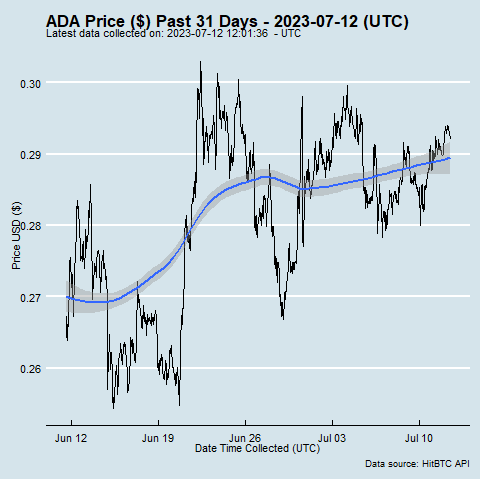 ADA Price ($) Past 31 Days - 2023-07-12 (UTC)
Latest data collected on: 2023-07-12 12:01:36 - UTC
0.30
0.29
0.28
0.27
0.26
Price USD ($)
Jun 12 Jun 19 Jun 26 Jul 03 Jul 10
Date Time Collected (UTC)
Data source: HitBTC API